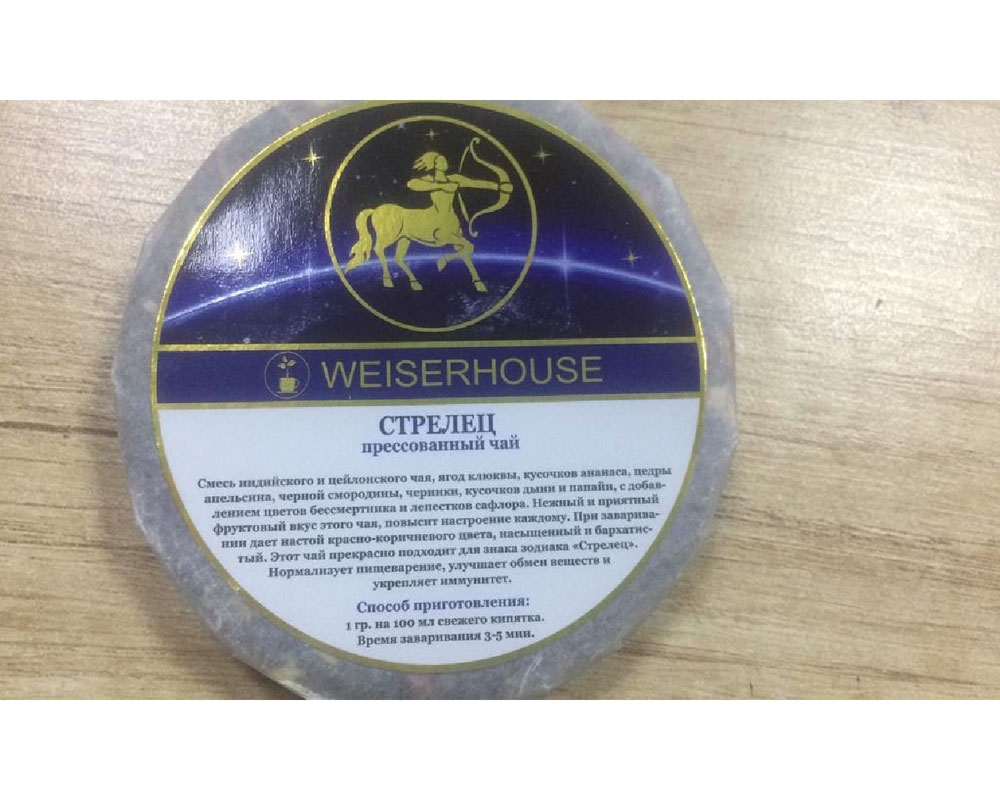 WEISERHOUSE
СТРЕЛЕЦ
прессованный чай
Смесь индийского и цейлонского чая, ягод клюквы, кусочков ананаса, цедры
апельсина, черной смородины, черники, кусочков дыни и папайи, с добав-
лением цветов бессмертника и лепестков сафлора. Нежный и приятный
фруктовый вкус этого чая, повысит настроение каждому. При заварива-
нии дает настой красно-коричневого цвета, насыщенный и бархатис-
тый. Этот чай прекрасно подходит для знака зодиака «Стрелец».
Нормализует пищеварение, улучшает обмен веществ и
укрепляет иммунитет.
Способ приготовления:
1 гр. на 100 мл свежего кипятка.
Время заваривания 3-5 мин.